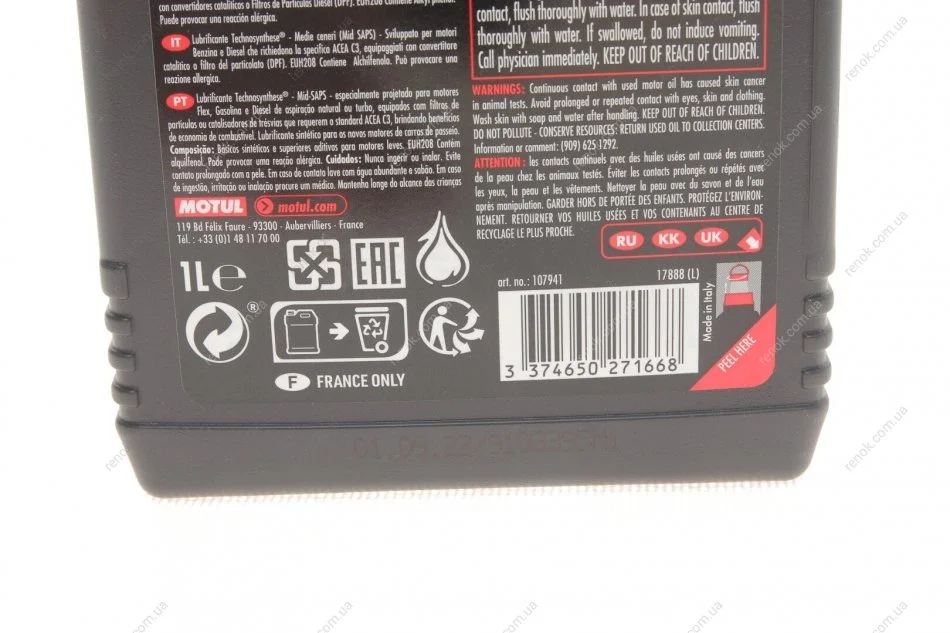 con convertidores catalíticos o Filtros de Partículas Diésel (DPF). EUH208 Contiene
Puede provocar una reacción alérgica.
IT Lubrificante Technosynthese® - Medie ceneri (Mid SAPS) - Sviluppato per motori
Benzina e Diesel che richiedono la specifica ACEA C3, equipaggiati con convertitore
catalitico o filtro del particolato (DPF). EUH208 Contiene Alchilfenolo. Può provocare una
reazione allergica.
PT Lubrificante Technosynthese® - Mid-SAPS - especialmente projetado para motores
Flex, Gasolina e Diesel de aspiração natural ou turbo, equipados com filtros de
partículas ou catalisadores de trêsvias que requerem o standard ACEA C3, brindando benefícios
de economia de combustível. Lubrificante sintético para os novos motores de carros de passeio.
Composição: Básicos sintéticos e superiores aditivos para motores leves. EUH208 Contém
alquilfenol.. Pode provocar uma reação alérgica. Cuidados: Nunca ingerir ou inalar. Evite
contato prolongado com a pele. Em caso de contato lave com água abundante e sabão. Em caso
de ingestão, irritação ou inalação procure um médico. Mantenha longe do alcance das crianças
MOTUL motul.com
119 Bd Félix Faure - 93300 - Aubervilliers - France
Tél. : +33 (0)1 48 11 70 00
1L℮
EAC
®
F FRANCE ONLY
contact, flush thoroughly with water. In case of skin contact, flush
thoroughly with water. If swallowed, do not induce vomiting.
Call physician immediately. KEEP OUT OF REACH OF CHILDREN.
WARNINGS: Continuous contact with used motor oil has caused skin cancer
in animal tests. Avoid prolonged or repeated contact with eyes, skin and clothing.
Wash skin with soap and water after handling. KEEP OUT OF REACH OF CHILDREN.
DO NOT POLLUTE - CONSERVE RESOURCES: RETURN USED OIL TO COLLECTION CENTERS.
Information or comment: (909) 625 1292.
ATTENTION : les contacts continuels avec des huiles usées ont causé des cancers
de la peau chez les animaux testés. Eviter les contacts prolongés ou répétés avec
les yeux, la peau et les vêtements. Nettoyer la peau avec du savon et de l'eau
après manipulation. GARDER HORS DE PORTÉE DES ENFANTS. PROTÉGEZ L'ENVIRON-
NEMENT. RETOURNER VOS HUILES USÉES ET VOS CONTENANTS AU CENTRE DE
RECYCLAGE LE PLUS PROCHE.
RU KK UK
art. no.: 107941 17888 (L)
3 374650 271668
Made in Italy
PEEL HERE
renok.com.ua